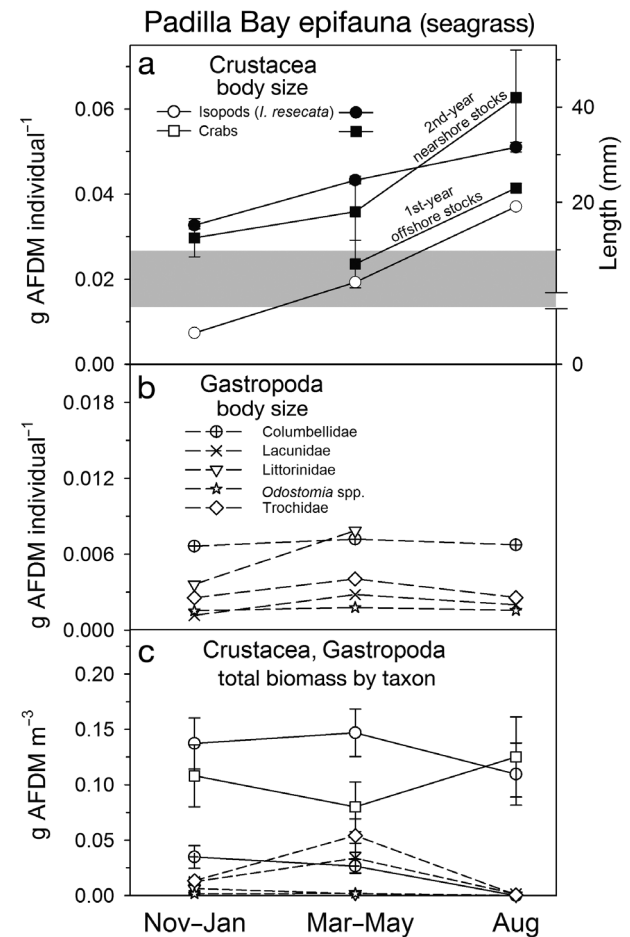 Padilla Bay epifauna (seagrass)
a
Crustacea
body size
Isopods (I. resecata)
Crabs
2nd-year
nearshore stocks
1st-year
offshore stocks
g AFDM individual⁻¹
0.06
0.04
0.02
0.00
Length (mm)
40
20
0
b
Gastropoda
body size
Columbellidae
Lacunidae
Littorinidae
Odostomia spp.
Trochidae
g AFDM individual⁻¹
0.018
0.012
0.006
0.000
c
Crustacea, Gastropoda
total biomass by taxon
g AFDM m⁻³
0.20
0.15
0.10
0.05
0.00
Nov–Jan Mar–May Aug